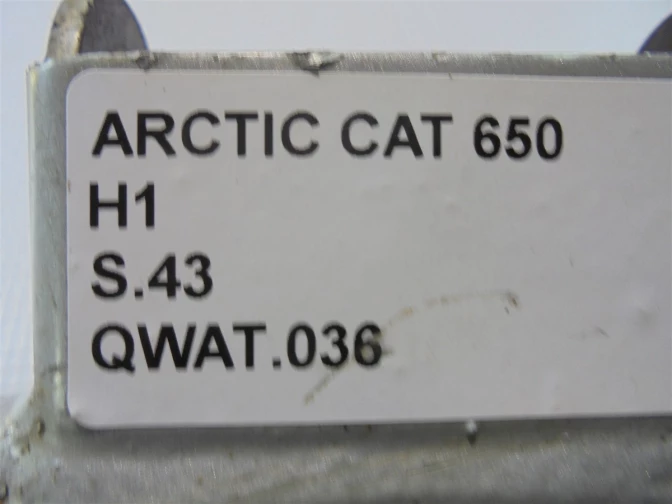 ARCTIC CAT 650
H1
S.43
QWAT.036